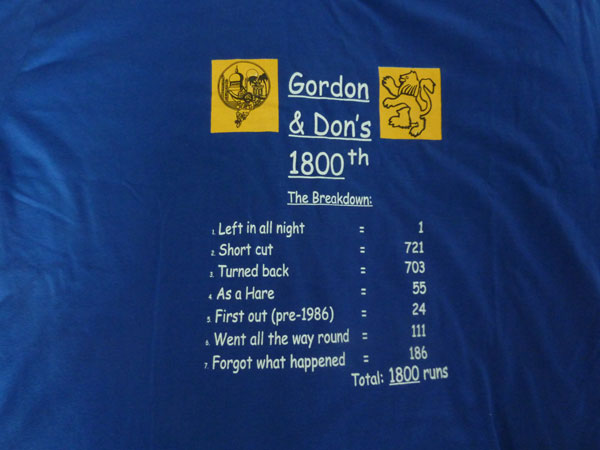 Gordon
& Don's
1800th
The Breakdown:
1. Left in all night = 1
2. Short cut = 721
3. Turned back = 703
4. As a Hare = 55
5. First out (pre-1986) = 24
6. Went all the way round = 111
7. Forgot what happened = 186
Total: 1800 runs